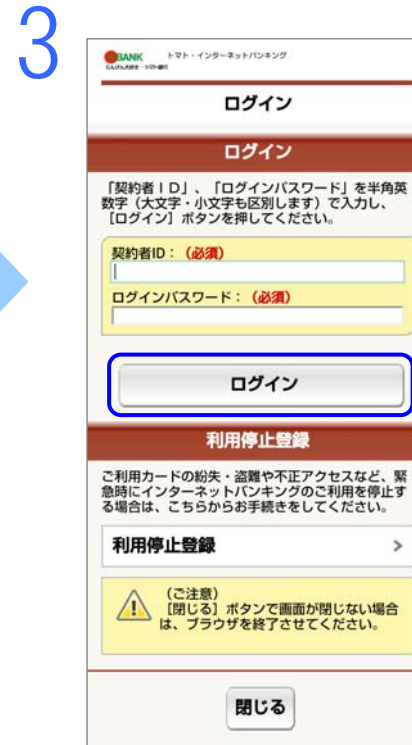 3
BANK トマト・インターネットバンキング
ログイン
ログイン
「契約者ＩＤ」、「ログインパスワード」を半角英
数字（大文字・小文字も区別します）で入力し、
［ログイン］ボタンを押してください。
契約者ID：（必須）
ログインパスワード：（必須）
ログイン
利用停止登録
ご利用カードの紛失・盗難や不正アクセスなど、緊
急時にインターネットバンキングのご利用を停止す
る場合は、こちらからお手続きをしてください。
利用停止登録 >
（ご注意）
［閉じる］ボタンで画面が閉じない場合
は、ブラウザを終了させてください。
閉じる